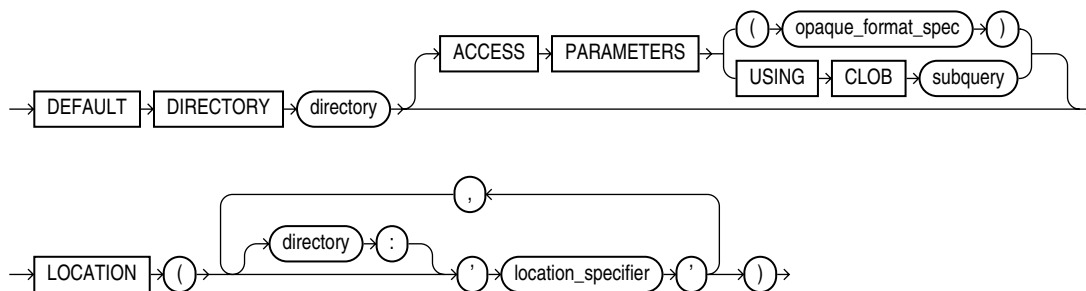 ACCESS PARAMETERS ( opaque_format_spec )
USING CLOB subquery
DEFAULT DIRECTORY directory
,
directory :
LOCATION ( ' location_specifier ' )